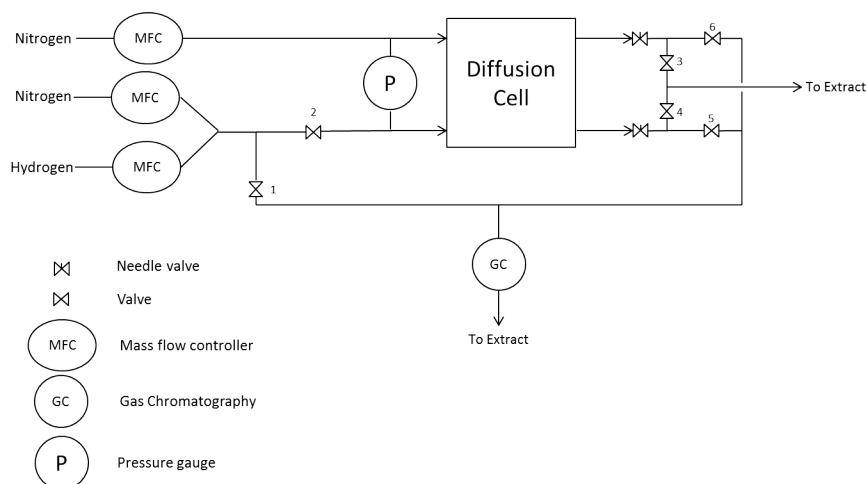 Nitrogen
MFC
6
3
P
Diffusion
Cell
To Extract
Nitrogen
MFC
2
4
5
Hydrogen
MFC
1
GC
To Extract
Needle valve
Valve
MFC
Mass flow controller
GC
Gas Chromatography
P
Pressure gauge